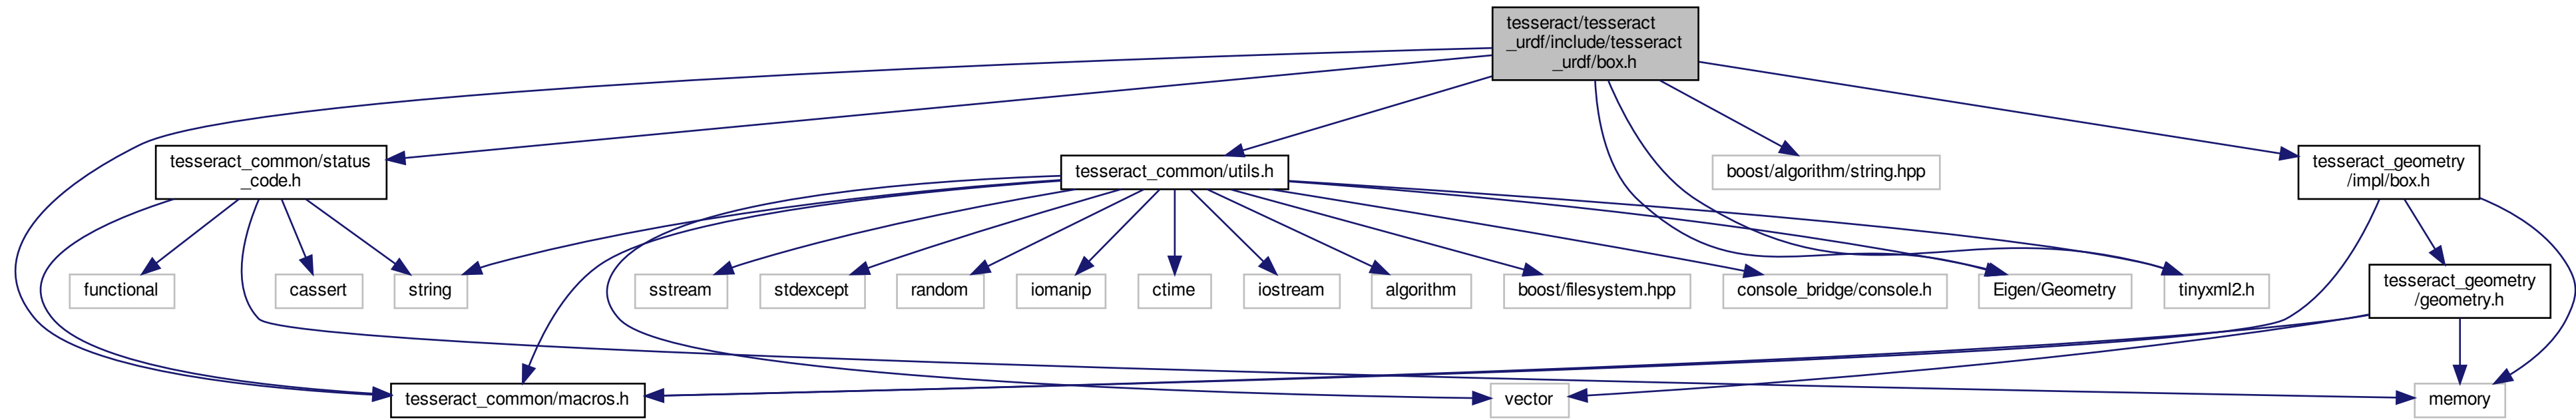 tesseract/tesseract
_urdf/include/tesseract
_urdf/box.h
tesseract_common/status
_code.h
tesseract_common/utils.h
boost/algorithm/string.hpp
tesseract_geometry
/impl/box.h
functional
cassert
string
sstream
stdexcept
random
iomanip
ctime
iostream
algorithm
boost/filesystem.hpp
console_bridge/console.h
Eigen/Geometry
tinyxml2.h
tesseract_geometry
/geometry.h
tesseract_common/macros.h
vector
memory